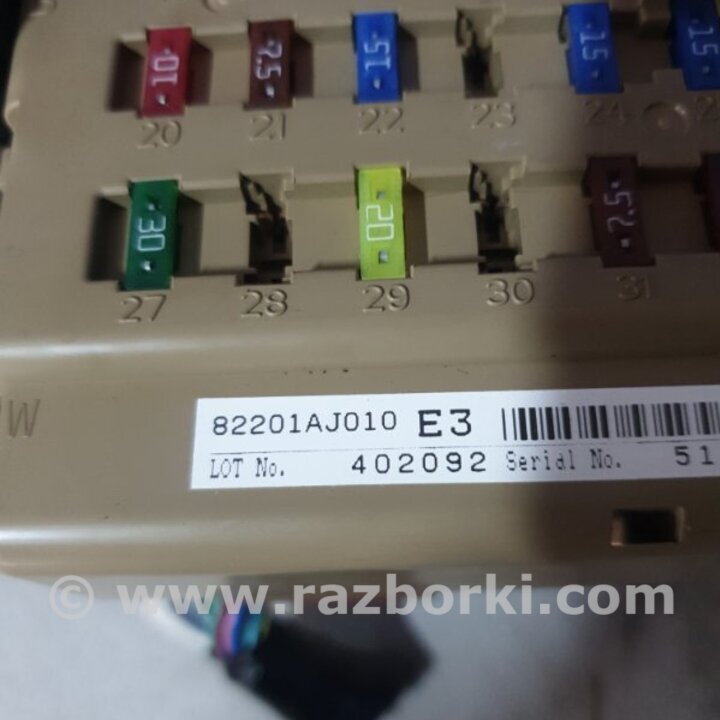 10 7.5 15 15 15
20 21 22 23 24
30 20 7.5
27 28 29 30 31
W
82201AJ010 E3
LOT No. 402092 Serial No. 51
© www.razborki.com